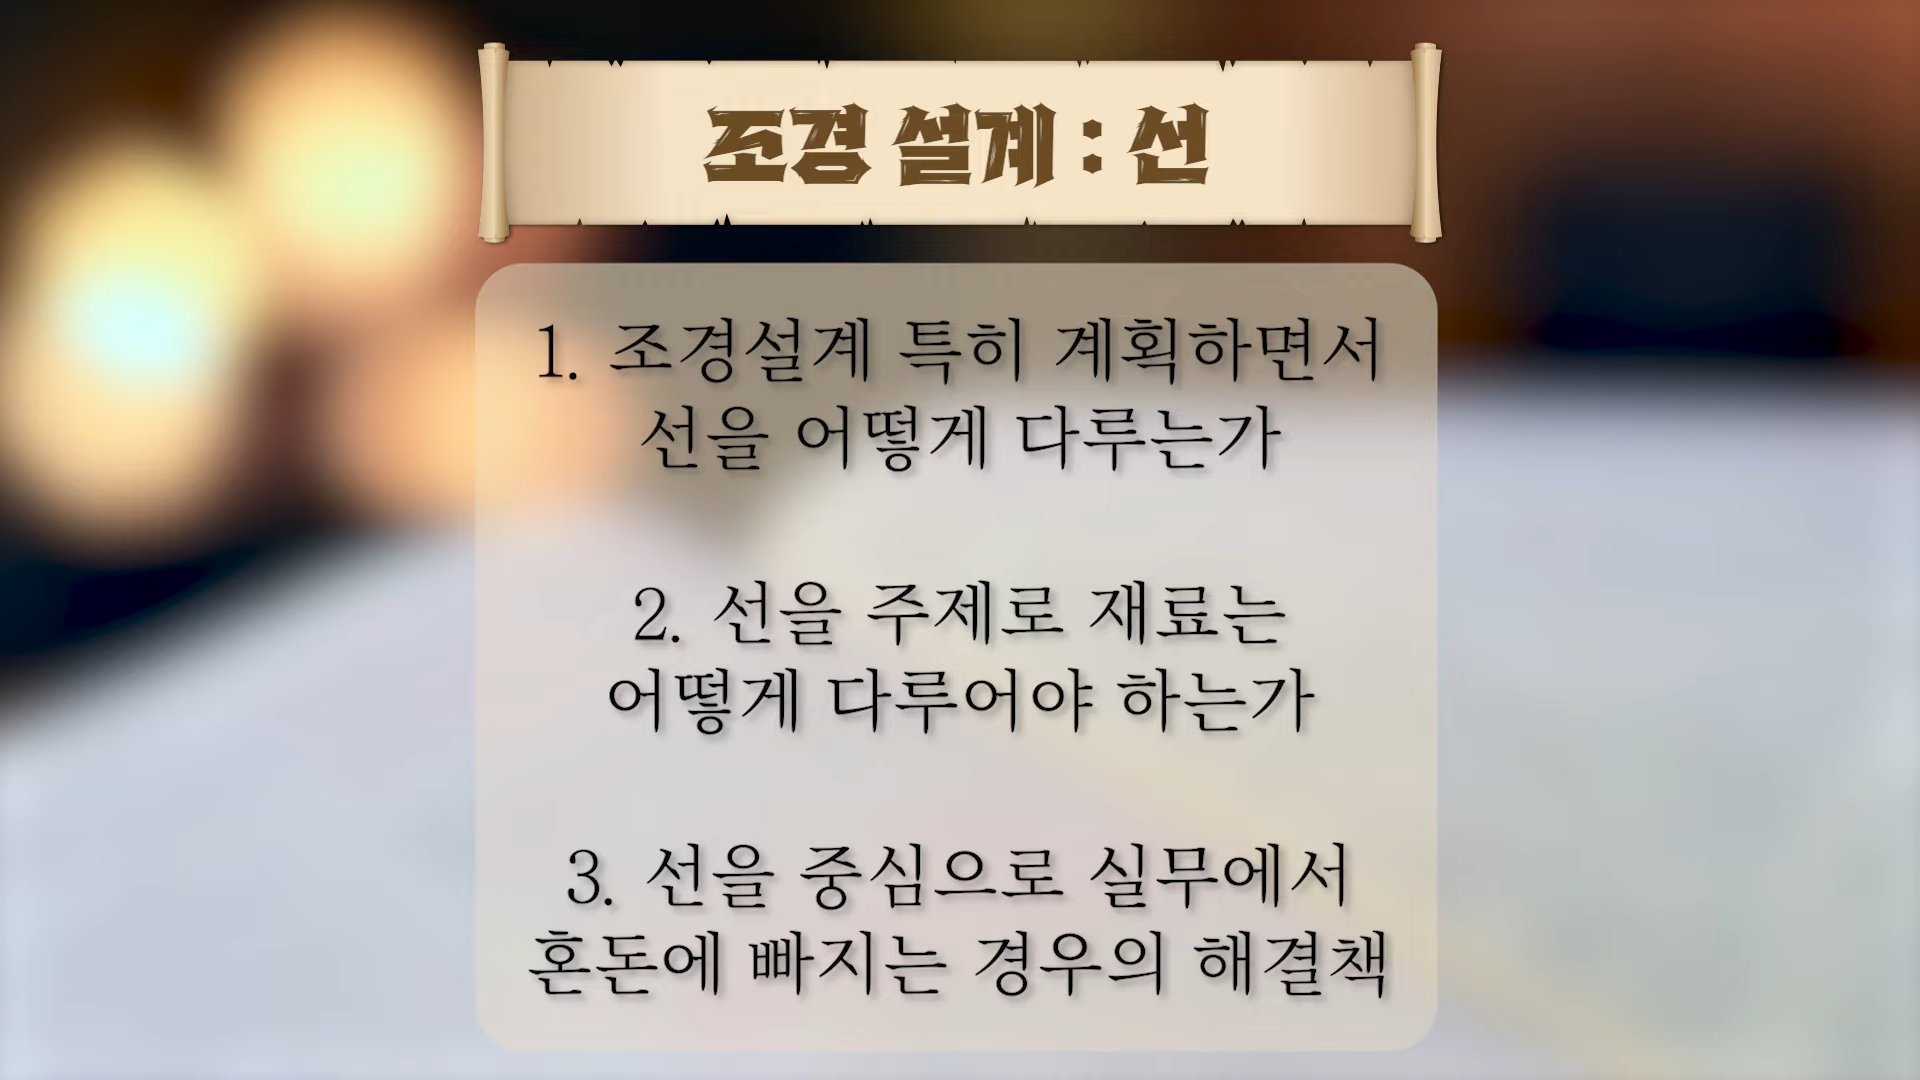 조경 설계 : 선
1. 조경설계 특히 계획하면서
선을 어떻게 다루는가
2. 선을 주제로 재료는
어떻게 다루어야 하는가
3. 선을 중심으로 실무에서
혼돈에 빠지는 경우의 해결책